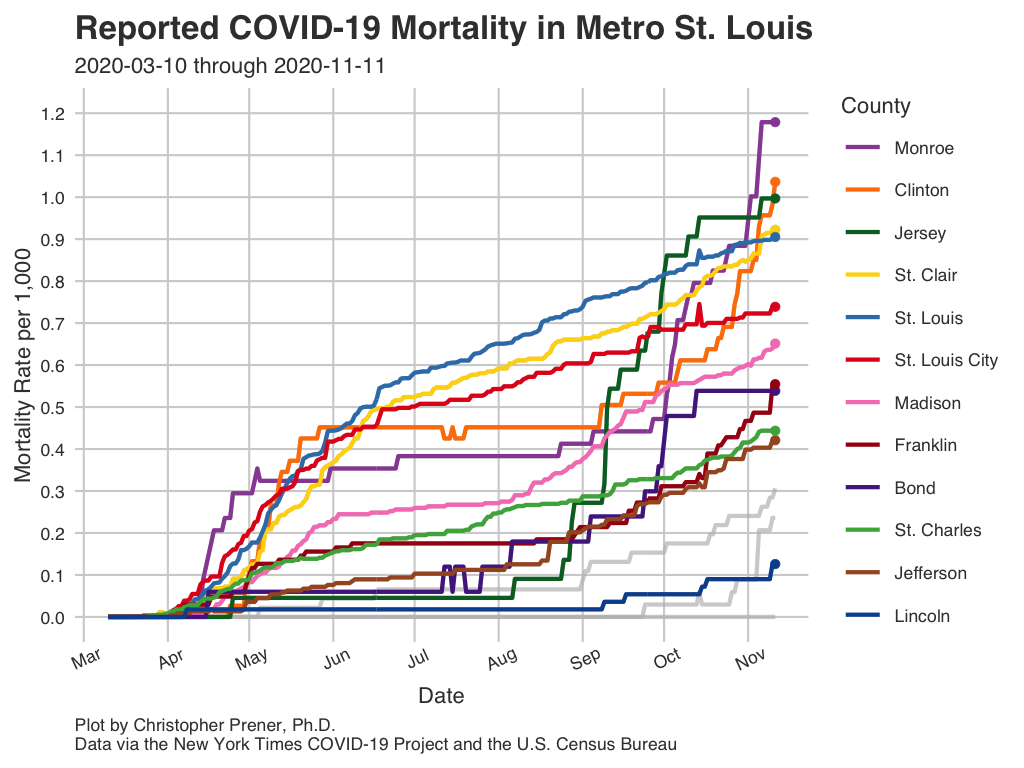 Reported COVID-19 Mortality in Metro St. Louis
2020-03-10 through 2020-11-11
Mortality Rate per 1,000
1.2
1.1
1.0
0.9
0.8
0.7
0.6
0.5
0.4
0.3
0.2
0.1
0.0
Mar
Apr
May
Jun
Jul
Aug
Sep
Oct
Nov
Date
County
Monroe
Clinton
Jersey
St. Clair
St. Louis
St. Louis City
Madison
Franklin
Bond
St. Charles
Jefferson
Lincoln
Plot by Christopher Prener, Ph.D.
Data via the New York Times COVID-19 Project and the U.S. Census Bureau